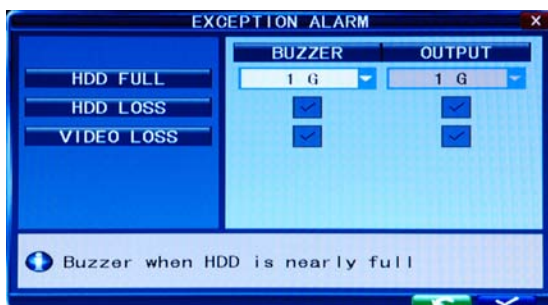 EXCEPTION ALARM
BUZZER OUTPUT
HDD FULL 1 G 1 G
HDD LOSS
VIDEO LOSS
Buzzer when HDD is nearly full